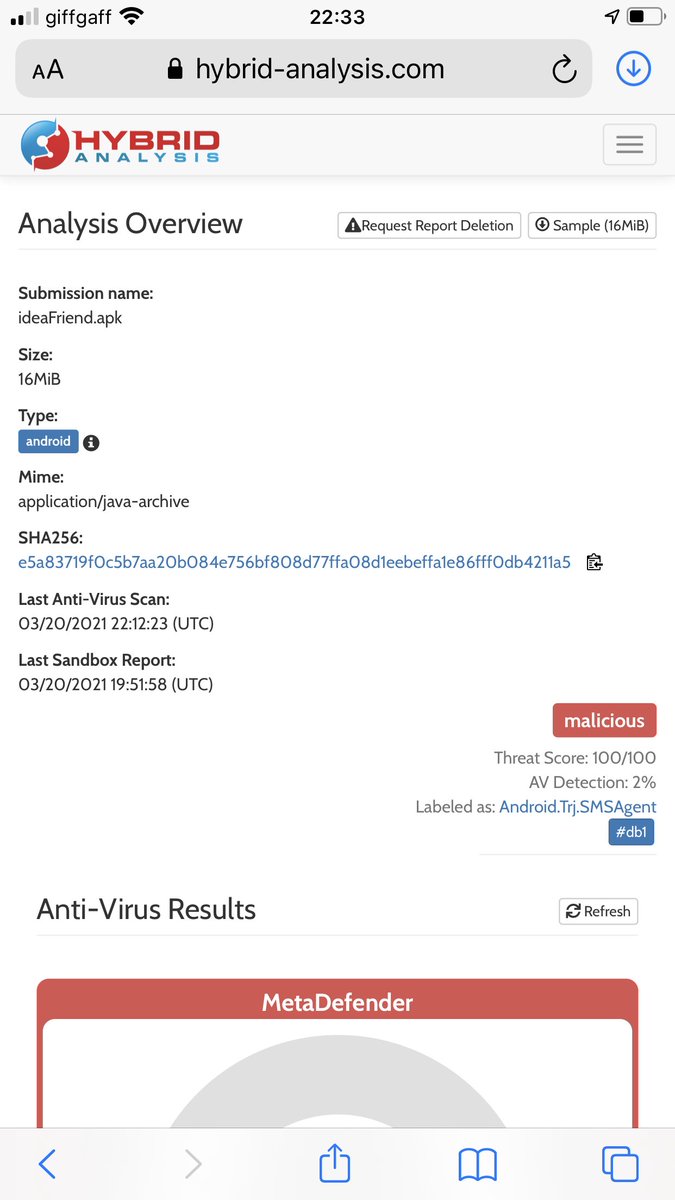 giffgaff 22:33
AA hybrid-analysis.com
HYBRID
ANALYSIS
Analysis Overview
Request Report Deletion
Sample (16MiB)
Submission name:
ideaFriend.apk
Size:
16MiB
Type:
android
Mime:
application/java-archive
SHA256:
e5a83719f0c5b7aa20b084e756bf808d77ffa08d1eebeffa1e86fff0db4211a5
Last Anti-Virus Scan:
03/20/2021 22:12:23 (UTC)
Last Sandbox Report:
03/20/2021 19:51:58 (UTC)
malicious
Threat Score: 100/100
AV Detection: 2%
Labeled as: Android.Trj.SMSAgent
#db1
Anti-Virus Results
Refresh
MetaDefender